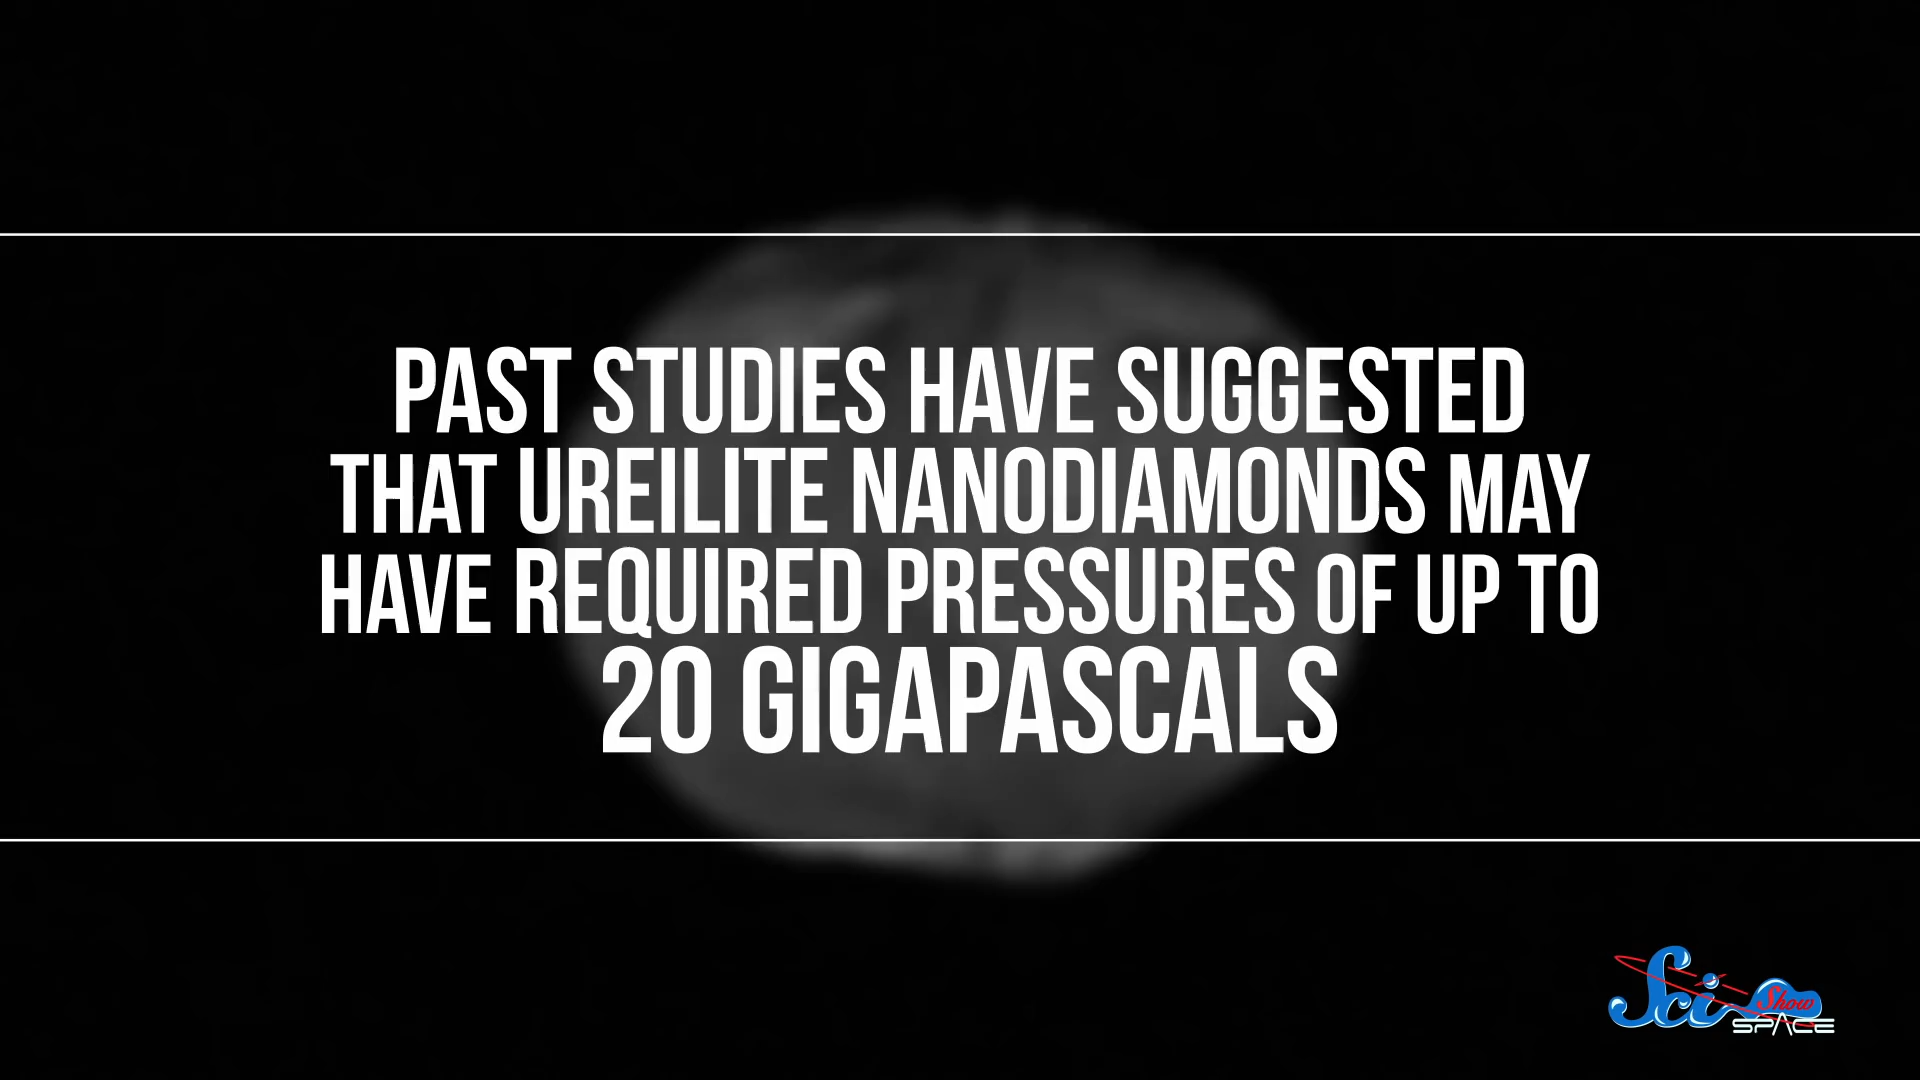 PAST STUDIES HAVE SUGGESTED
THAT UREILITE NANODIAMONDS MAY
HAVE REQUIRED PRESSURES OF UP TO
20 GIGAPASCALS
Sci Show
SPACE